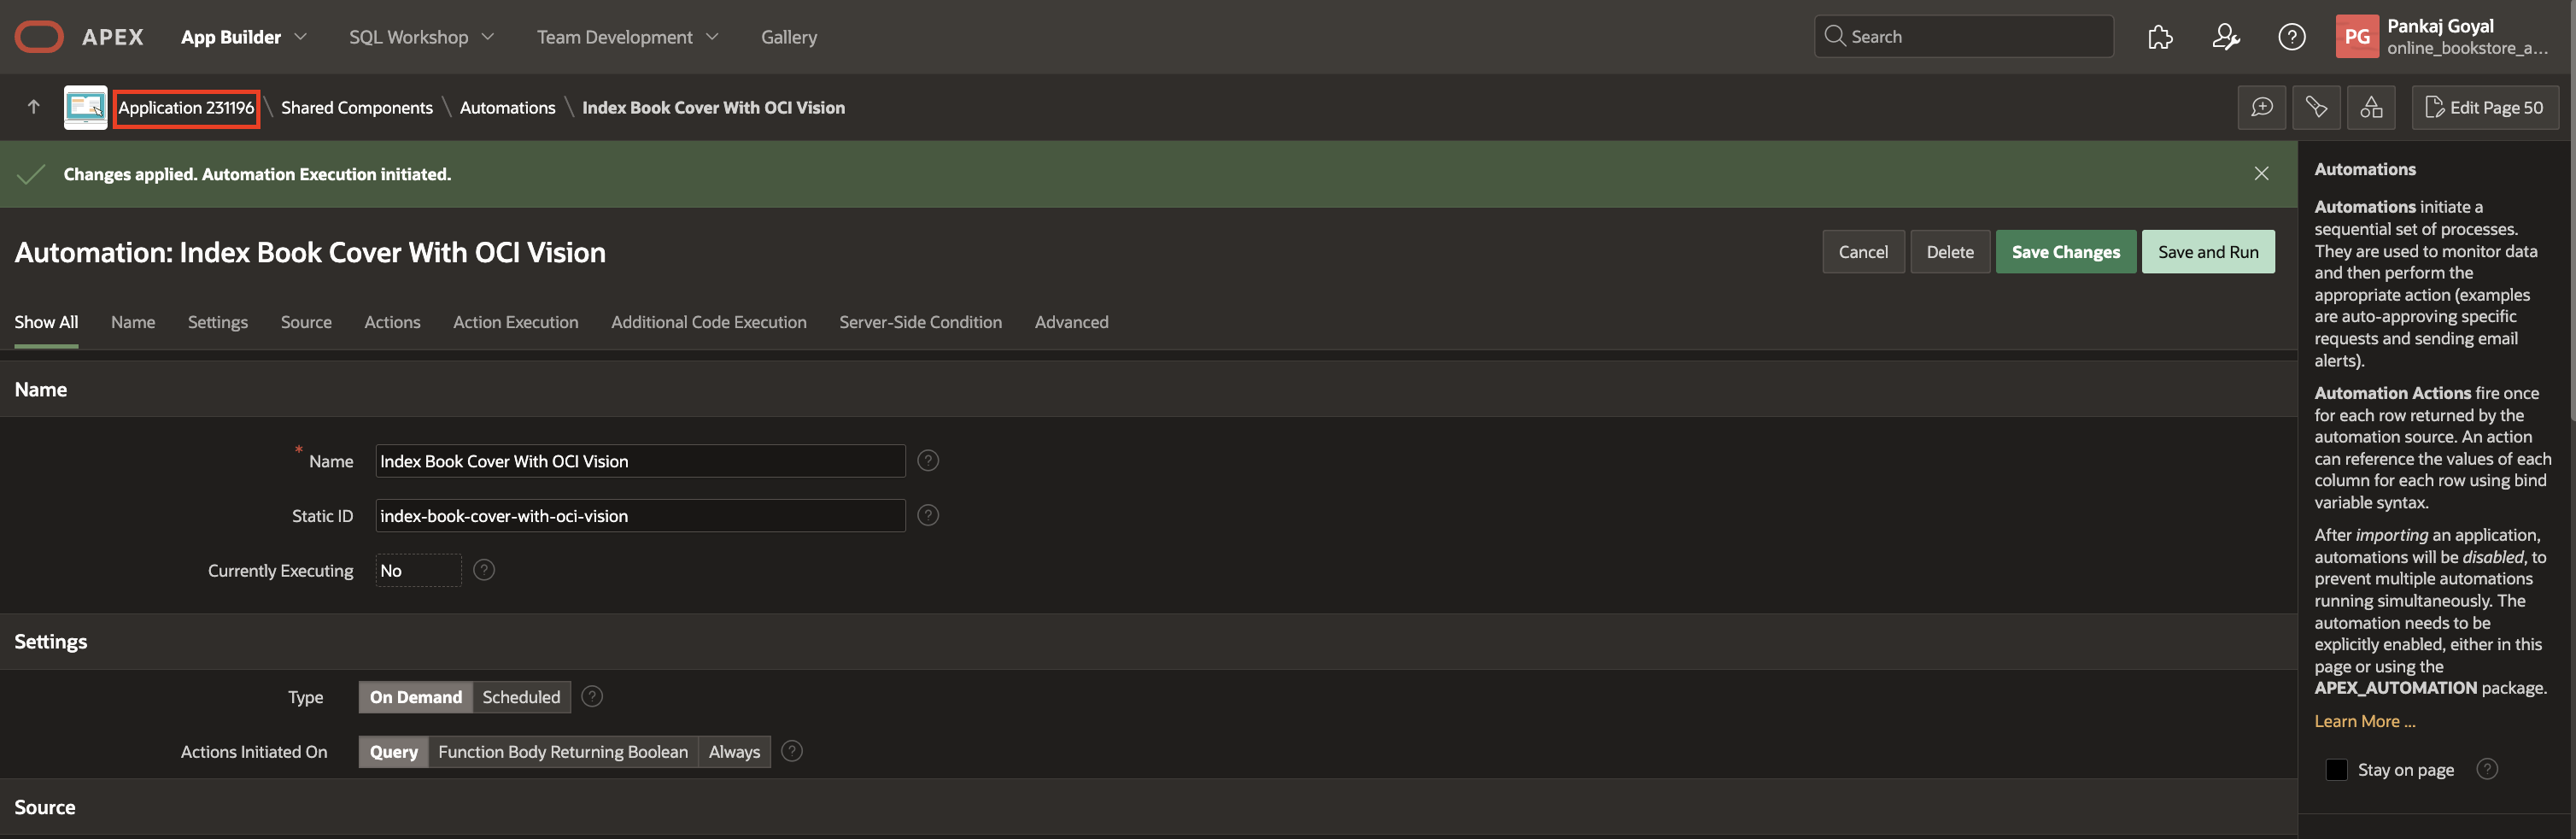 APEX App Builder SQL Workshop Team Development Gallery Search PG Pankaj Goyal
online_bookstore_a...
Application 231196 \ Shared Components \ Automations \ Index Book Cover With OCI Vision Edit Page 50
Changes applied. Automation Execution initiated.
Automation: Index Book Cover With OCI Vision Cancel Delete Save Changes Save and Run
Show All Name Settings Source Actions Action Execution Additional Code Execution Server-Side Condition Advanced
Name
* Name Index Book Cover With OCI Vision ?
Static ID index-book-cover-with-oci-vision ?
Currently Executing No ?
Settings
Type On Demand Scheduled ?
Actions Initiated On Query Function Body Returning Boolean Always ?
Source
Automations
Automations initiate a
sequential set of processes.
They are used to monitor data
and then perform the
appropriate action (examples
are auto-approving specific
requests and sending email
alerts).
Automation Actions fire once
for each row returned by the
automation source. An action
can reference the values of each
column for each row using bind
variable syntax.
After importing an application,
automations will be disabled, to
prevent multiple automations
running simultaneously. The
automation needs to be
explicitly enabled, either in this
page or using the
APEX_AUTOMATION package.
Learn More ...
Stay on page ?